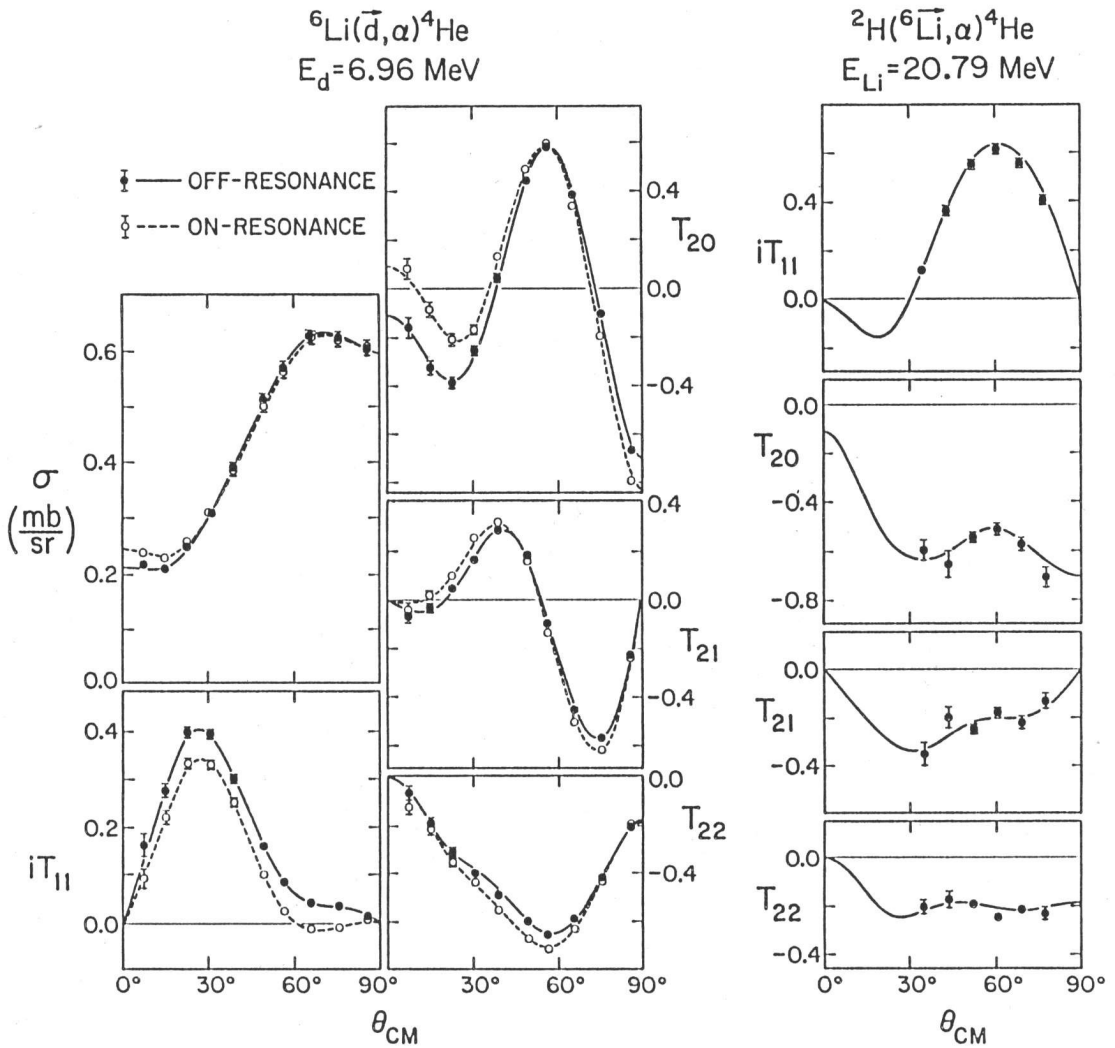 ⁶Li(d⃗,α)⁴He
E_d=6.96 MeV
²H(⁶Li⃗,α)⁴He
E_Li=20.79 MeV
OFF-RESONANCE
ON-RESONANCE
0.4
0.0
-0.4
T₂₀
0.6
0.4
0.2
0.0
σ
(mb/sr)
0.4
0.0
-0.4
T₂₁
0.4
0.2
0.0
iT₁₁
0.0
-0.4
T₂₂
0° 30° 60° 0° 30° 60° 90°
θ_CM
0.4
0.0
iT₁₁
0.0
T₂₀
-0.4
-0.8
0.0
T₂₁
-0.4
0.0
T₂₂
-0.4
0° 30° 60° 90°
θ_CM